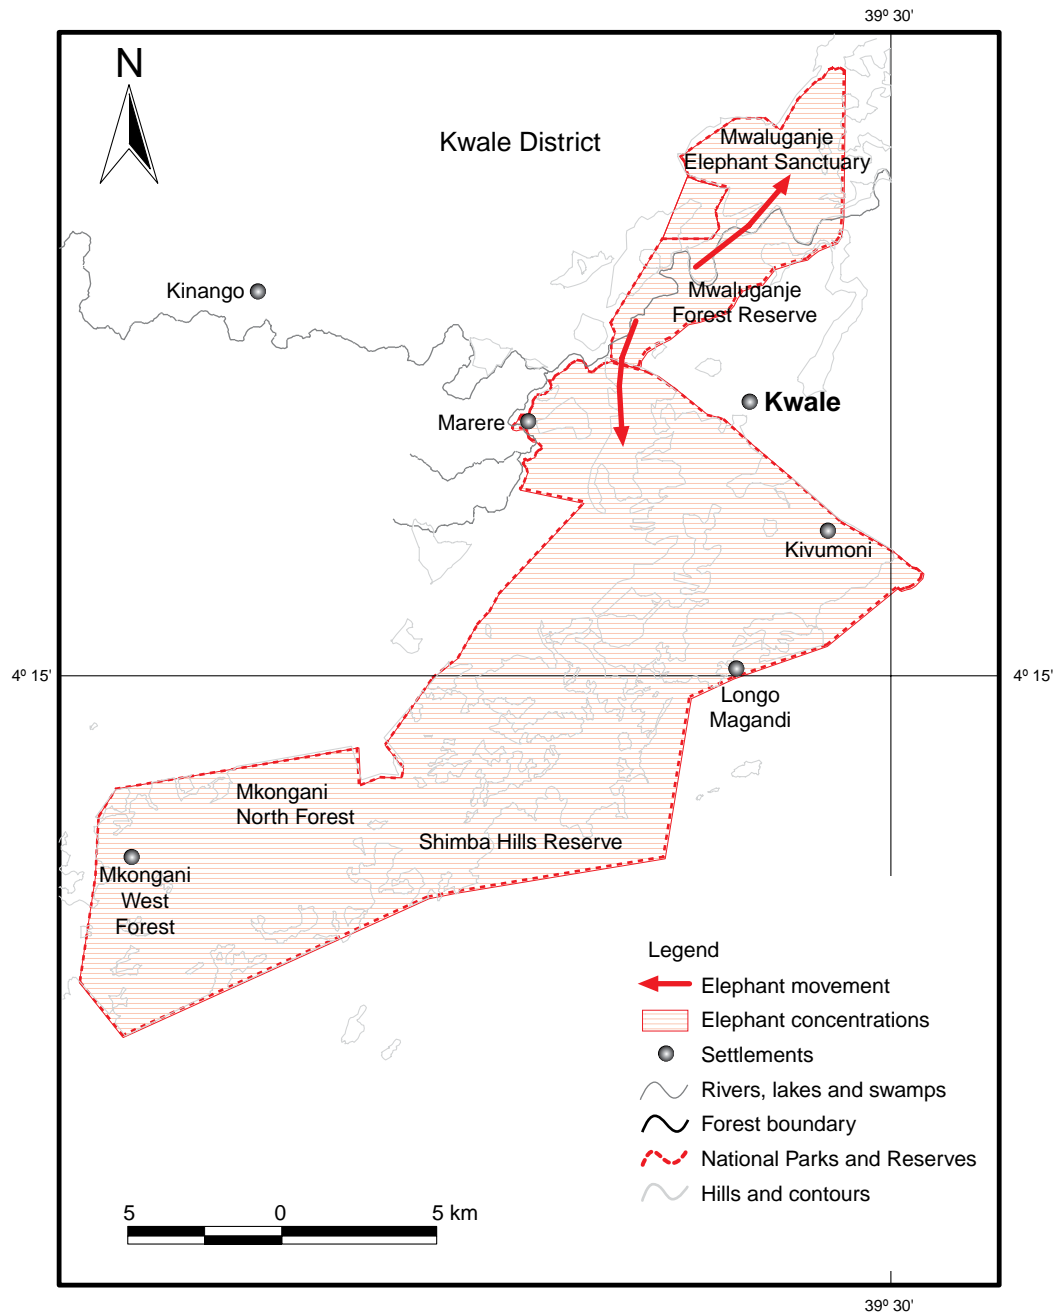 39º 30'
N
Kwale District
Mwaluganje
Elephant Sanctuary
Kinango
Mwaluganje
Forest Reserve
Kwale
Marere
Kivumoni
4º 15'
4º 15'
Longo
Magandi
Mkongani
North Forest
Shimba Hills Reserve
Mkongani
West
Forest
Legend
Elephant movement
Elephant concentrations
Settlements
Rivers, lakes and swamps
Forest boundary
National Parks and Reserves
Hills and contours
5 0 5 km
39º 30'